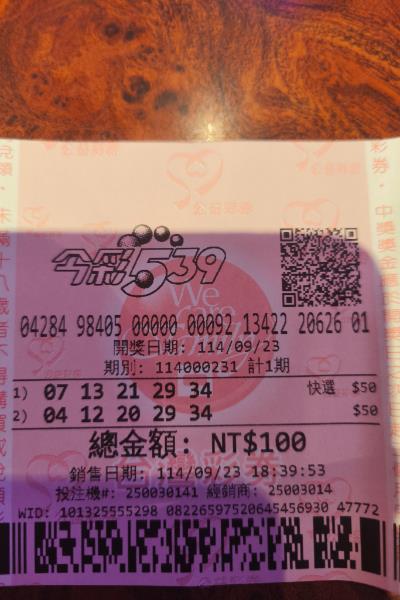 今彩539
04284 98405 00000 00092 13422 20626 01
開獎日期: 114/09/23
期別: 114000231 計1期
1) 07 13 21 29 34 快選 $50
2) 04 12 20 29 34 $50
總金額: NT$100
銷售日期: 114/09/23 18:39:53
投注機#: 250030141 經銷商: 25003014
WID: 101325555298 08226597520645456930 47772